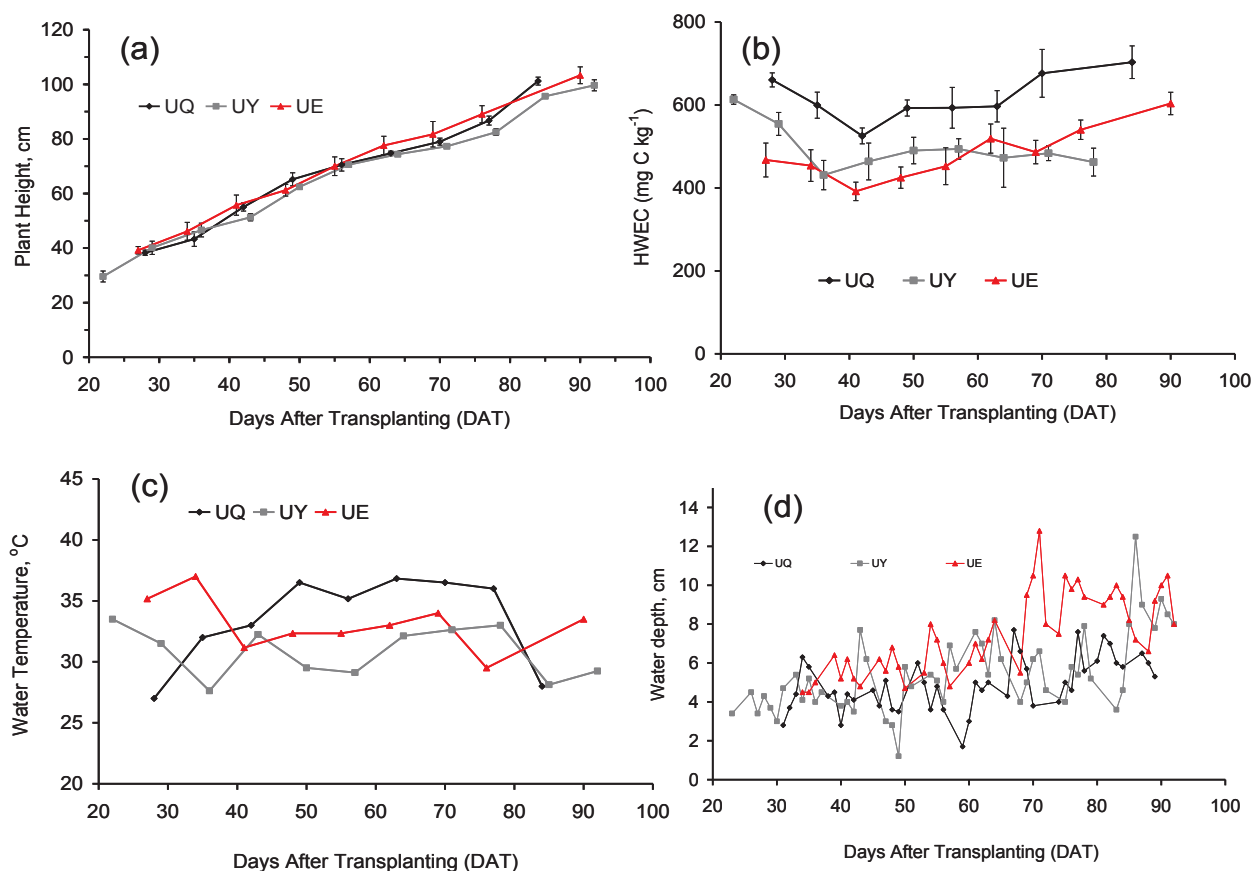 (a)
UQ UY UE
Plant Height, cm
120
100
80
60
40
20
0
20 30 40 50 60 70 80 90 100
Days After Transplanting (DAT)
(b)
HWEC (mg C kg⁻¹)
800
600
400
200
0
UQ UY UE
20 30 40 50 60 70 80 90 100
Days After Transplanting (DAT)
(c)
UQ UY UE
Water Temperature, °C
45
40
35
30
25
20
20 30 40 50 60 70 80 90 100
Days After Transplanting (DAT)
(d)
UQ UY UE
Water depth, cm
14
12
10
8
6
4
2
0
20 30 40 50 60 70 80 90 100
Days After Transplanting (DAT)